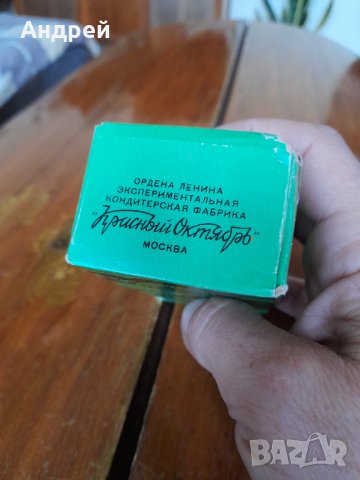 Андрей
ОРДЕНА ЛЕНИНА
ЭКСПЕРИМЕНТАЛЬНАЯ
КОНДИТЕРСКАЯ ФАБРИКА
"Красный Октябрь"
МОСКВА
BAZAR